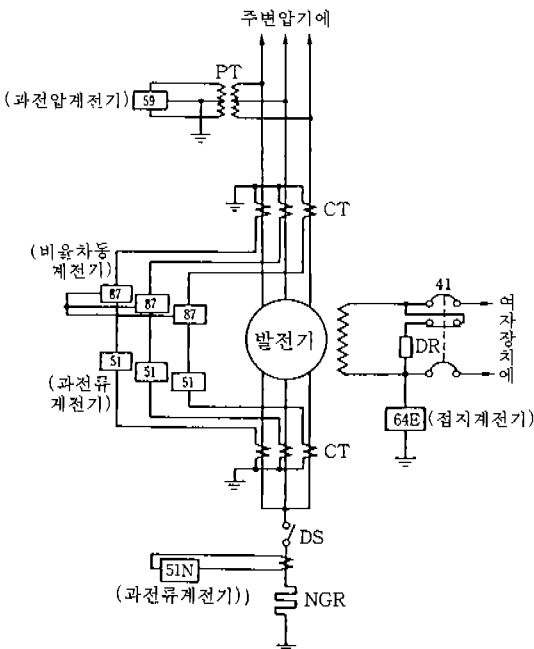 주변압기에
PT
(과전압계전기)
59
CT
(비율차동
계전기)
87
87
87
41
여자장치에
발전기
DR
51
51
51
(과전류
계전기)
64E
(접지계전기)
CT
DS
51N
(과전류계전기))
NGR